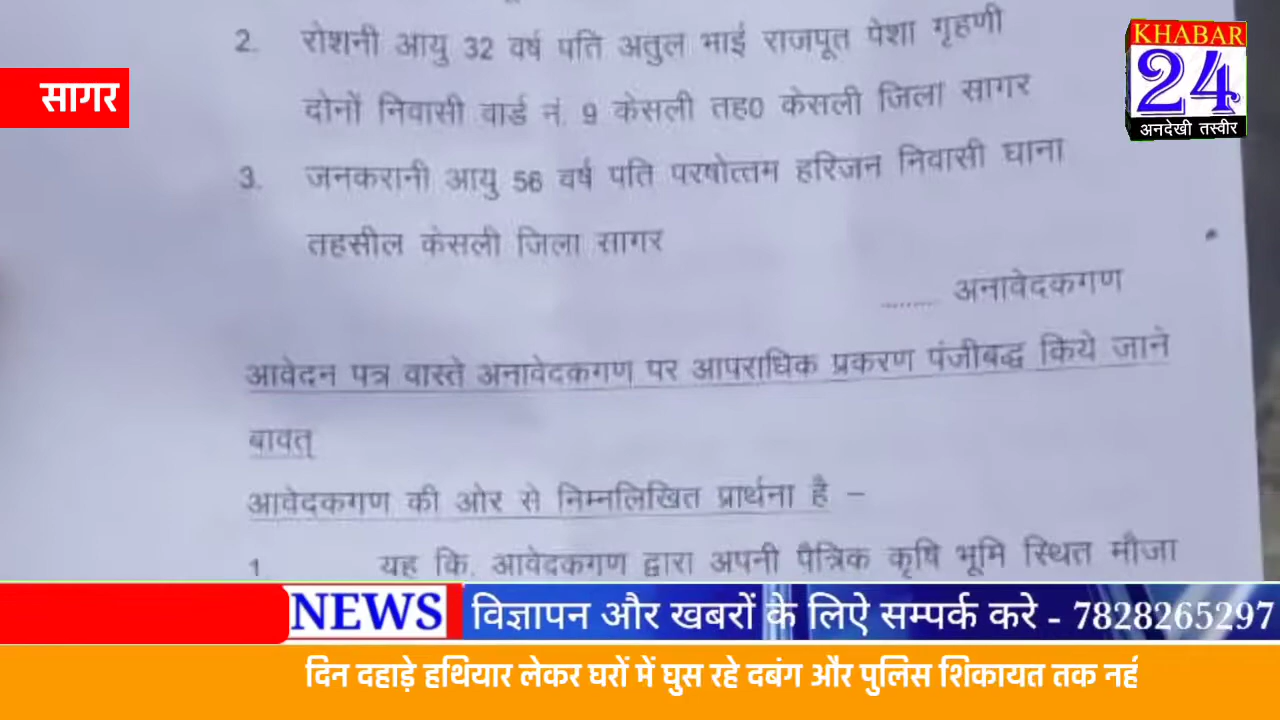 2. रोशनी आयु 32 वर्ष पति अतुल भाई राजपूत पेशा गृहणी
दोनों निवासी वार्ड नं. 9 केसली तह0 केसली जिला सागर
3. जनकरानी आयु 56 वर्ष पति परषोत्तम हरिजन निवासी घाना
तहसील केसली जिला सागर
........ अनावेदकगण
आवेदन पत्र वास्ते अनावेदकगण पर आपराधिक प्रकरण पंजीबद्ध किये जाने
बावत्
आवेदकगण की ओर से निम्नलिखित प्रार्थना है –
1. यह कि, आवेदकगण द्वारा अपनी पैत्रिक कृषि भूमि स्थित मौजा
सागर
KHABAR
24
अनदेखी तस्वीर
NEWS
विज्ञापन और खबरों के लिऐ सम्पर्क करे - 7828265297
दिन दहाड़े हथियार लेकर घरों में घुस रहे दबंग और पुलिस शिकायत तक